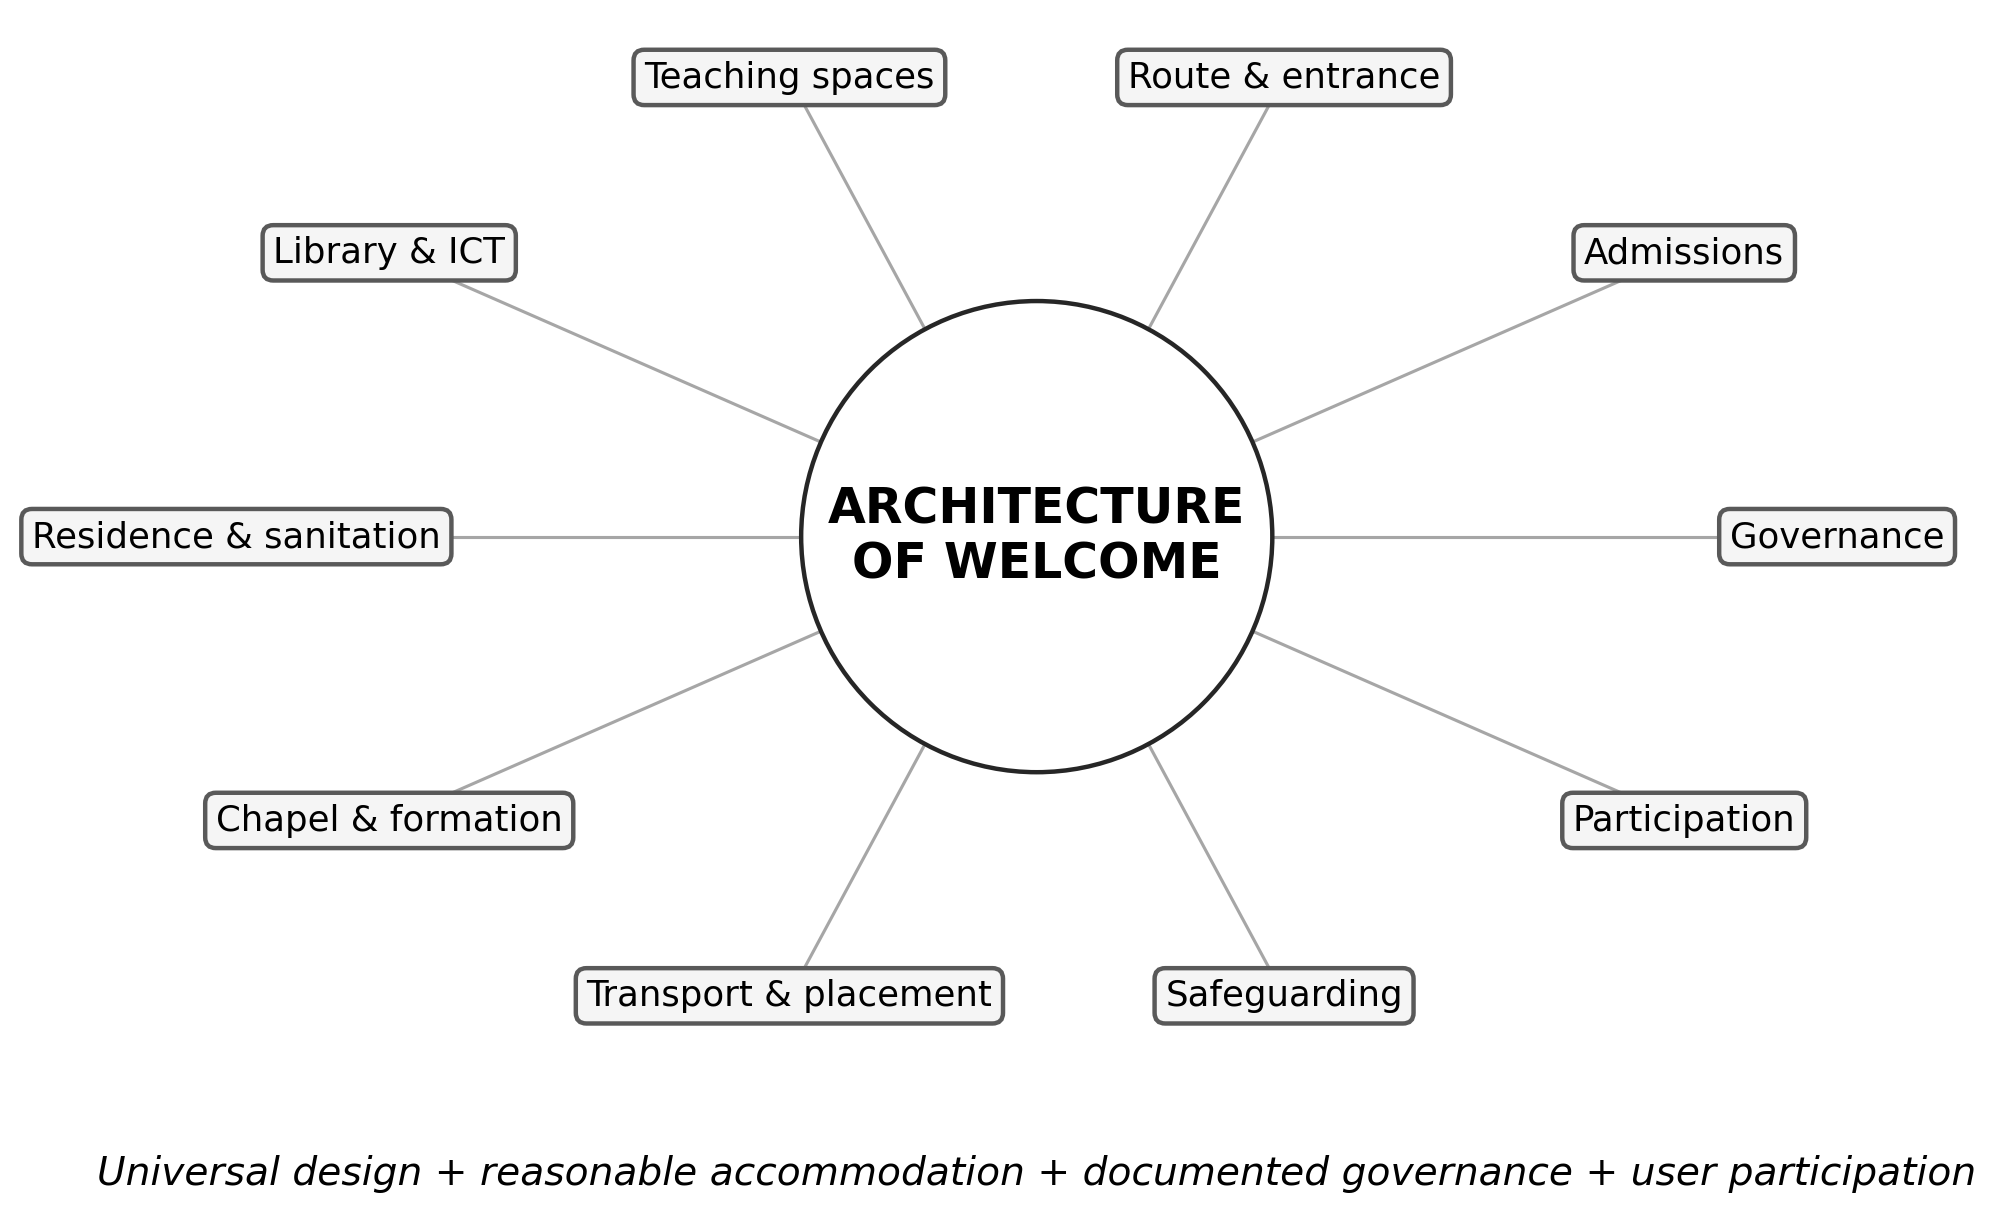 Teaching spaces
Route & entrance
Library & ICT
Admissions
ARCHITECTURE
OF WELCOME
Residence & sanitation
Governance
Chapel & formation
Participation
Transport & placement
Safeguarding
Universal design + reasonable accommodation + documented governance + user participation